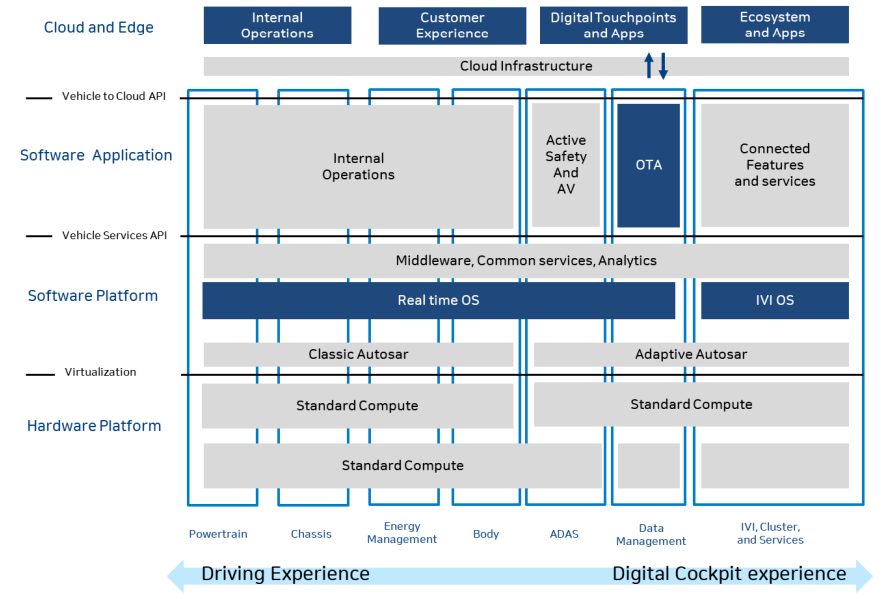 Cloud and Edge
Internal
Operations
Customer
Experience
Digital Touchpoints
and Apps
Ecosystem
and Apps
Cloud Infrastructure
Vehicle to Cloud API
Software Application
Internal
Operations
Active
Safety
And
AV
OTA
Connected
Features
and services
Vehicle Services API
Middleware, Common services, Analytics
Software Platform
Real time OS
IVI OS
Classic Autosar
Adaptive Autosar
Virtualization
Hardware Platform
Standard Compute
Standard Compute
Standard Compute
Powertrain
Chassis
Energy
Management
Body
ADAS
Data
Management
IVI, Cluster,
and Services
Driving Experience
Digital Cockpit experience